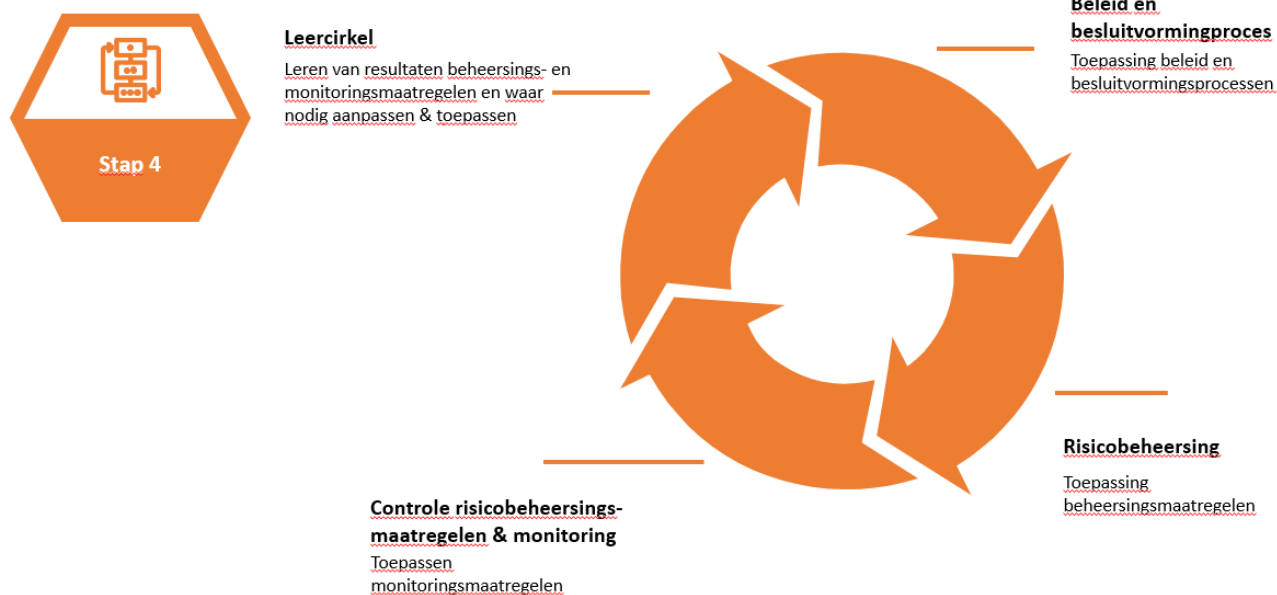 Stap 4
Leercirkel
Leren van resultaten beheersings- en
monitoringsmaatregelen en waar
nodig aanpassen & toepassen
Beleid en
besluitvormingproces
Toepassing beleid en
besluitvormingsprocessen
Risicobeheersing
Toepassing
beheersingsmaatregelen
Controle risicobeheersings-
maatregelen & monitoring
Toepassen
monitoringsmaatregelen